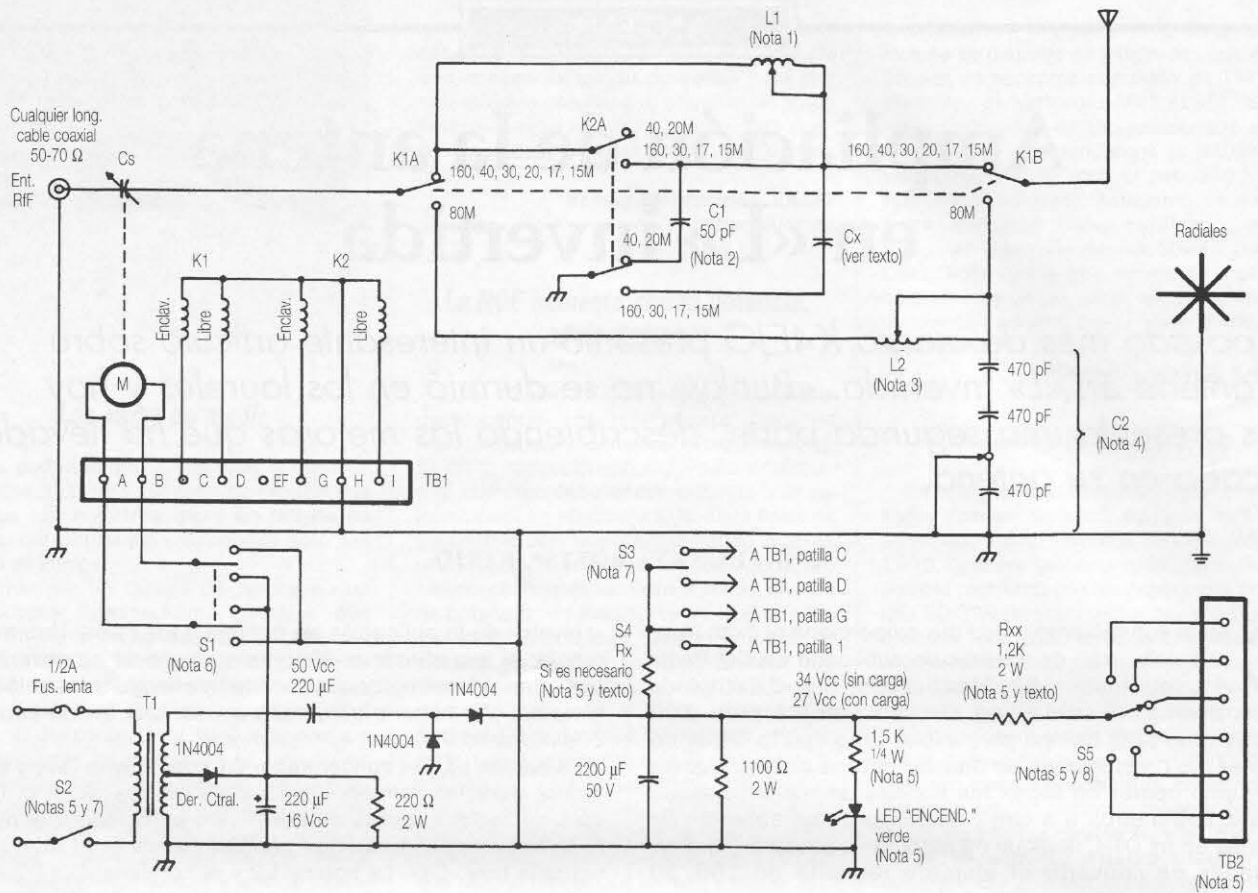 L1
(Nota 1)
Cualquier long.
cable coaxial
50-70 Ω
Cs
Ent.
RfF
K1A
K2A
40, 20M
160, 30, 17, 15M
160, 40, 30, 20, 17, 15M
160, 40, 30, 20, 17, 15M
K1B
80M
80M
C1
50 pF
(Nota 2)
40, 20M
160, 30, 17, 15M
Cx
(ver texto)
Radiales
K1
K2
Enclav.
Libre
Enclav.
Libre
M
L2
(Nota 3)
470 pF
470 pF
470 pF
C2
(Nota 4)
A
B
C
D
EF
G
H
I
TB1
S3
(Nota 7)
A TB1, patilla C
A TB1, patilla D
A TB1, patilla G
A TB1, patilla 1
S4
Rx
Si es necesario
(Nota 5 y texto)
S1
(Nota 6)
1/2A
Fus. lenta
T1
50 Vcc
220 µF
1N4004
1N4004
1N4004
34 Vcc (sin carga)
27 Vcc (con carga)
Rxx
1,2K
2 W
(Nota 5 y texto)
S2
(Notas 5 y 7)
Der. Ctral.
+
220 µF
16 Vcc
220 Ω
2 W
2200 µF
50 V
1100 Ω
2 W
1,5 K
1/4 W
(Nota 5)
LED "ENCEND."
verde
(Nota 5)
S5
(Notas 5 y 8)
TB2
(Nota 5)